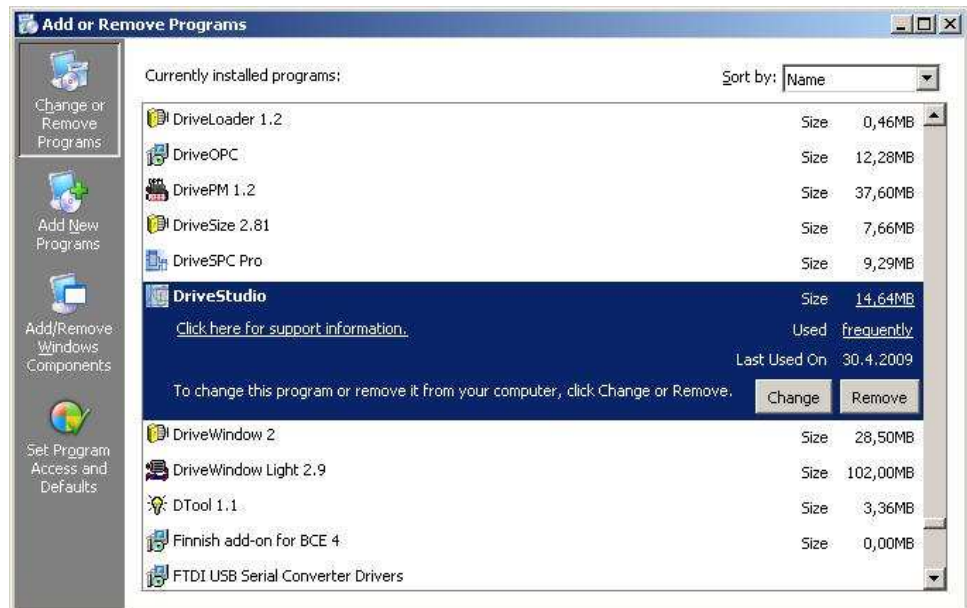 Add or Remove Programs
Change or
Remove
Programs
Add New
Programs
Add/Remove
Windows
Components
Set Program
Access and
Defaults
Currently installed programs:
Sort by: Name
DriveLoader 1.2 Size 0,46MB
DriveOPC Size 12,28MB
DrivePM 1.2 Size 37,60MB
DriveSize 2.81 Size 7,66MB
DriveSPC Pro Size 9,29MB
DriveStudio Size 14,64MB
Click here for support information. Used frequently
Last Used On 30.4.2009
To change this program or remove it from your computer, click Change or Remove. Change Remove
DriveWindow 2 Size 28,50MB
DriveWindow Light 2.9 Size 102,00MB
DTool 1.1 Size 3,36MB
Finnish add-on for BCE 4 Size 0,00MB
FTDI USB Serial Converter Drivers